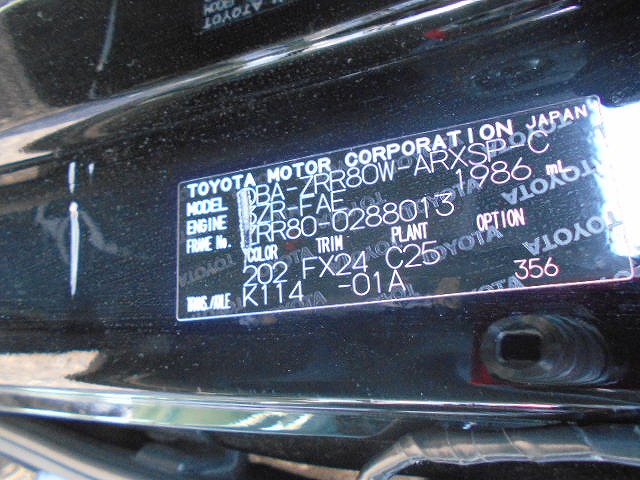 TOYOTA MOTOR CORPORATION JAPAN
MODEL DBA-ZRR80W-ARXSP-C
ENGINE 3ZR-FAE 1986 mL
FRAME No. ZRR80-0288013
COLOR TRIM PLANT OPTION
202 FX24 C25
TRANS./AXLE K114 -01A 356